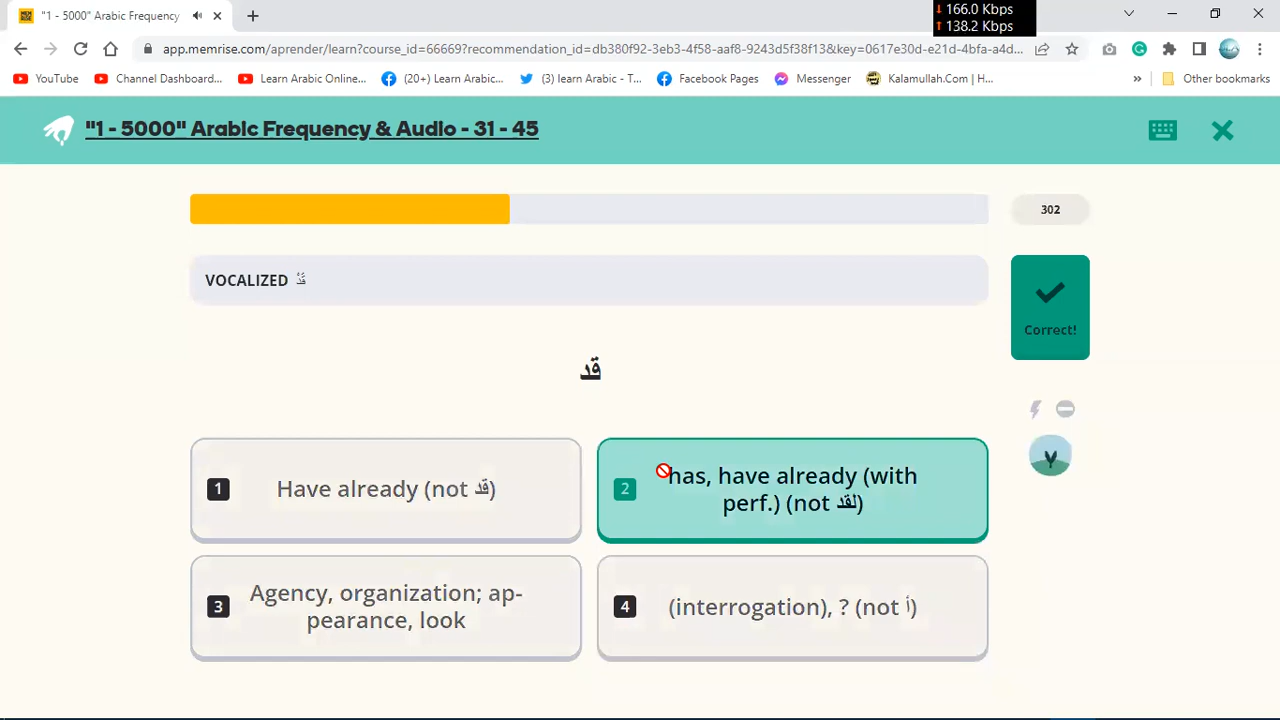 "1 - 5000" Arabic Frequency
166.0 Kbps
138.2 Kbps
app.memrise.com/aprender/learn?course_id=66669?recommendation_id=db380f92-3eb3-4f58-aaf8-9243d5f38f13&key=0617e30d-e21d-4bfa-a4d...
YouTube
Channel Dashboard...
Learn Arabic Online...
(20+) Learn Arabic...
(3) learn Arabic - T...
Facebook Pages
Messenger
Kalamullah.Com | H...
»
Other bookmarks
"1 - 5000" Arabic Frequency & Audio - 31 - 45
302
VOCALIZED قَدْ
Correct!
قد
1 Have already (not قد)
2 has, have already (with
perf.) (not لقد)
3 Agency, organization; ap-
pearance, look
4 (interrogation), ? (not أ)